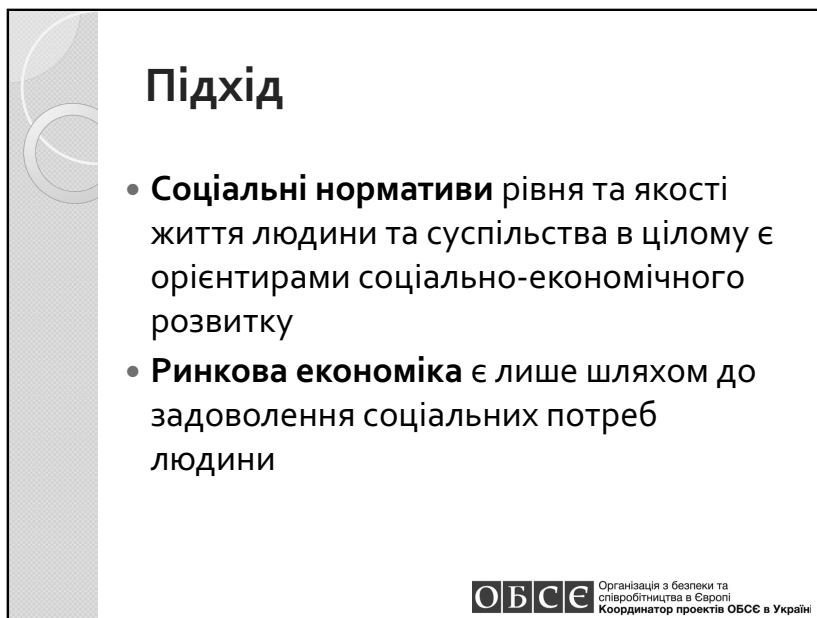 Підхід
• Соціальні нормативи рівня та якості
життя людини та суспільства в цілому є
орієнтирами соціально-економічного
розвитку
• Ринкова економіка є лише шляхом до
задоволення соціальних потреб
людини
ОБСЄ
Організація з безпеки та
співробітництва в Європі
Координатор проектів ОБСЄ в Україні